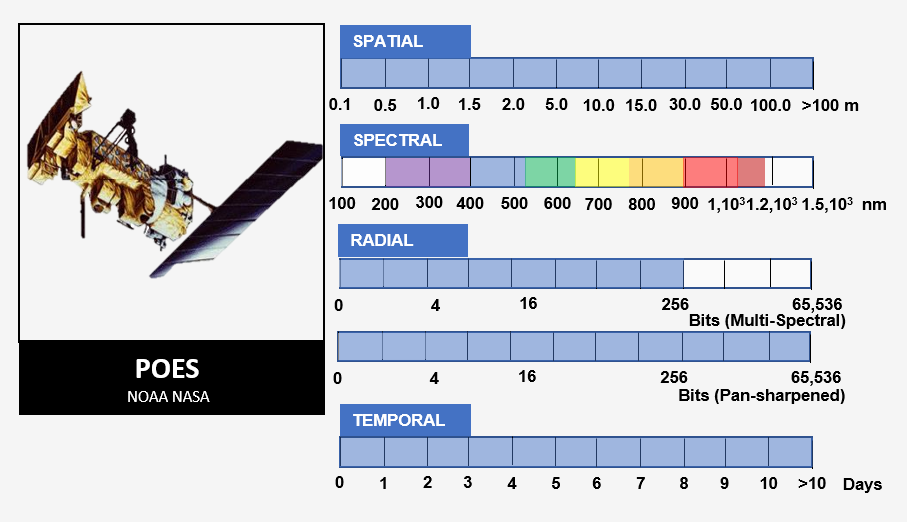 SPATIAL
0.1 0.5 1.0 1.5 2.0 5.0 10.0 15.0 30.0 50.0 100.0 >100 m
SPECTRAL
100 200 300 400 500 600 700 800 900 1,10³ 1.2,10³ 1.5,10³ nm
RADIAL
0 4 16 256 65,536
Bits (Multi-Spectral)
0 4 16 256 65,536
Bits (Pan-sharpened)
TEMPORAL
0 1 2 3 4 5 6 7 8 9 10 >10 Days
POES
NOAA NASA